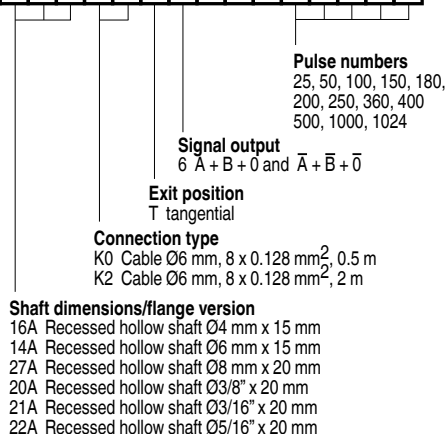 Pulse numbers
25, 50, 100, 150, 180,
200, 250, 360, 400
500, 1000, 1024
Signal output
6 A + B + 0 and A̅ + B̅ + 0̅
Exit position
T tangential
Connection type
K0 Cable Ø6 mm, 8 x 0.128 mm², 0.5 m
K2 Cable Ø6 mm, 8 x 0.128 mm², 2 m
Shaft dimensions/flange version
16A Recessed hollow shaft Ø4 mm x 15 mm
14A Recessed hollow shaft Ø6 mm x 15 mm
27A Recessed hollow shaft Ø8 mm x 20 mm
20A Recessed hollow shaft Ø3/8” x 20 mm
21A Recessed hollow shaft Ø3/16” x 20 mm
22A Recessed hollow shaft Ø5/16” x 20 mm